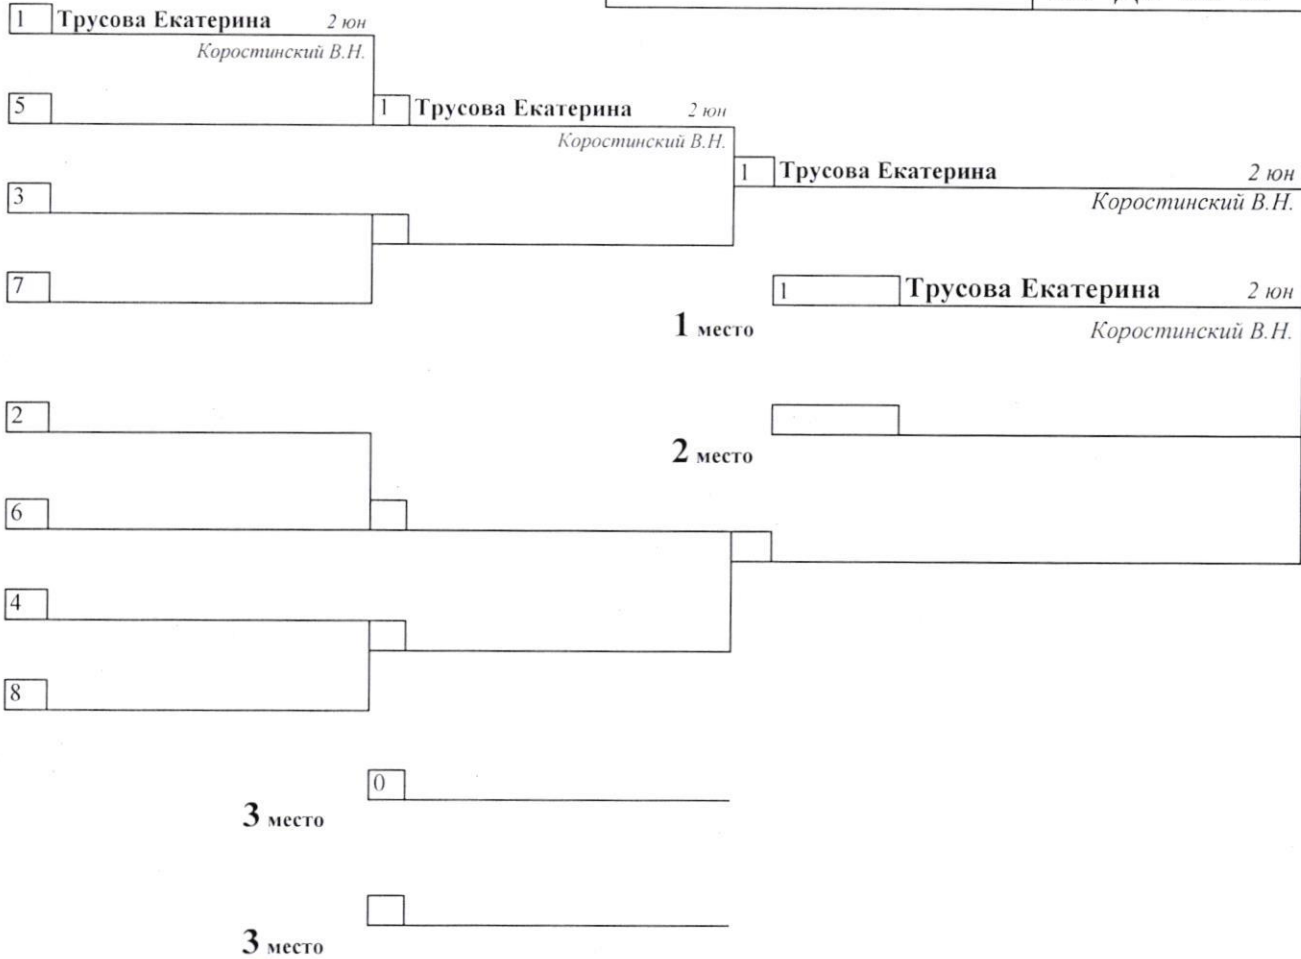 1 Трусова Екатерина 2 юн
Коростинский В.Н.
5
1 Трусова Екатерина 2 юн
Коростинский В.Н.
1 Трусова Екатерина 2 юн
Коростинский В.Н.
3
7
1 Трусова Екатерина 2 юн
1 место
Коростинский В.Н.
2
2 место
6
4
8
0
3 место
3 место